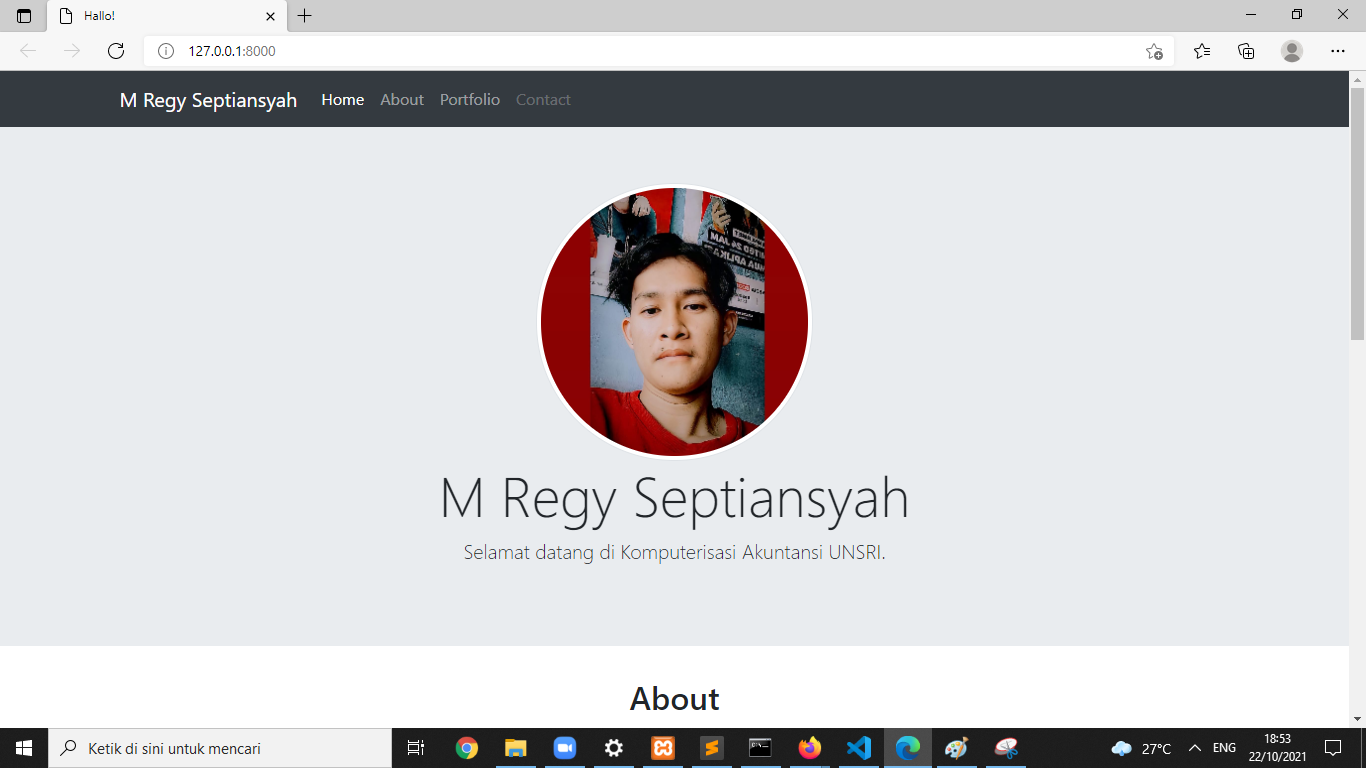 Hallo!
127.0.0.1:8000
M Regy Septiansyah Home About Portfolio Contact
M Regy Septiansyah
Selamat datang di Komputerisasi Akuntansi UNSRI.
About
Ketik di sini untuk mencari
27°C
ENG
18:53
22/10/2021